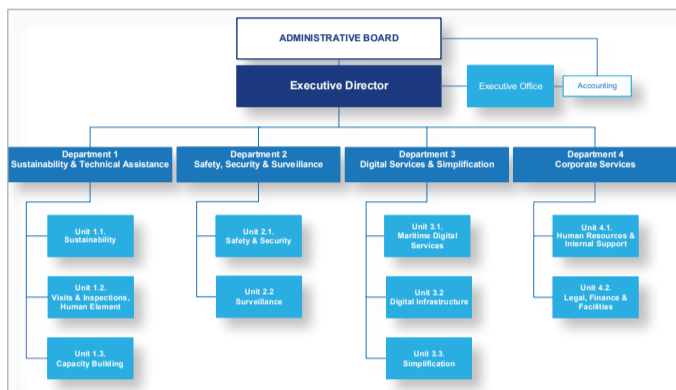 ADMINISTRATIVE BOARD
Executive Director
Executive Office
Accounting
Department 1
Sustainability & Technical Assistance
Department 2
Safety, Security & Surveillance
Department 3
Digital Services & Simplification
Department 4
Corporate Services
Unit 1.1.
Sustainability
Unit 2.1.
Safety & Security
Unit 3.1.
Maritime Digital
Services
Unit 4.1.
Human Resources &
Internal Support
Unit 1.2.
Visits & Inspections,
Human Element
Unit 2.2
Surveillance
Unit 3.2
Digital Infrastructure
Unit 4.2.
Legal, Finance &
Facilities
Unit 1.3.
Capacity Building
Unit 3.3.
Simplification